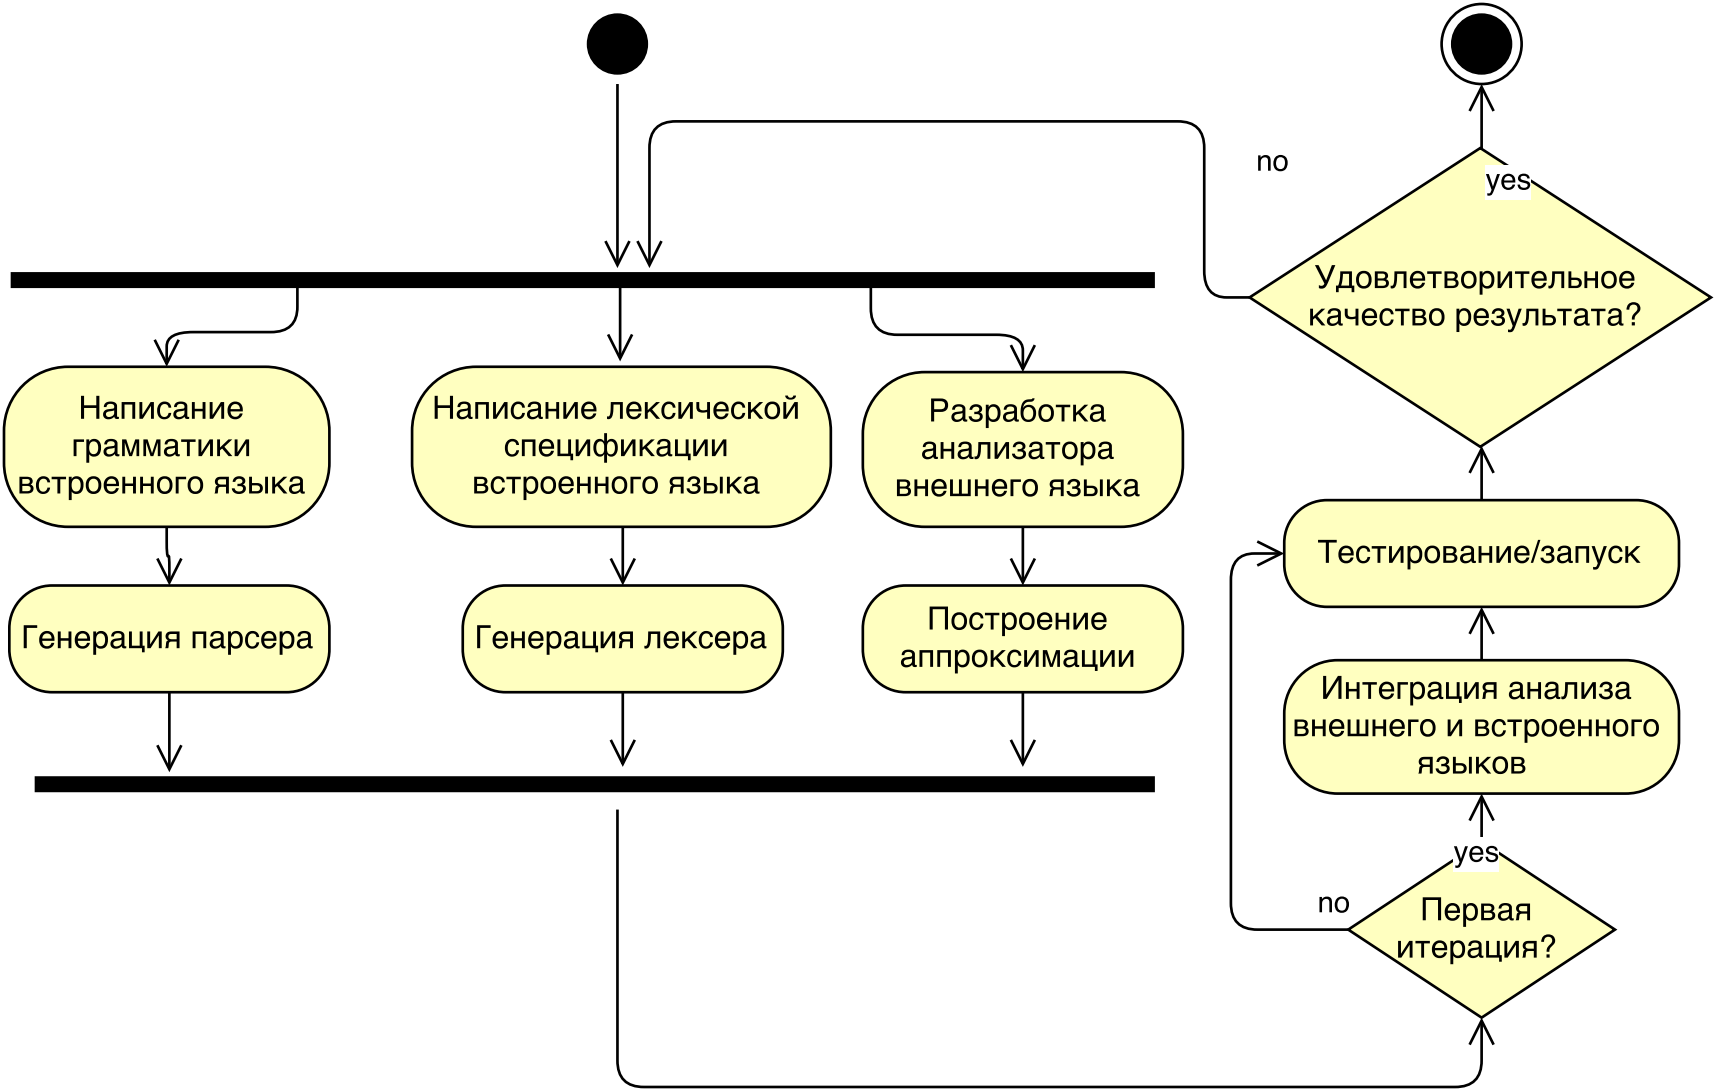 no
yes
Удовлетворительное
качество результата?
Написание
грамматики
встроенного языка
Написание лексической
спецификации
встроенного языка
Разработка
анализатора
внешнего языка
Тестирование/запуск
Генерация парсера
Генерация лексера
Построение
аппроксимации
Интеграция анализа
внешнего и встроенного
языков
yes
no
Первая
итерация?